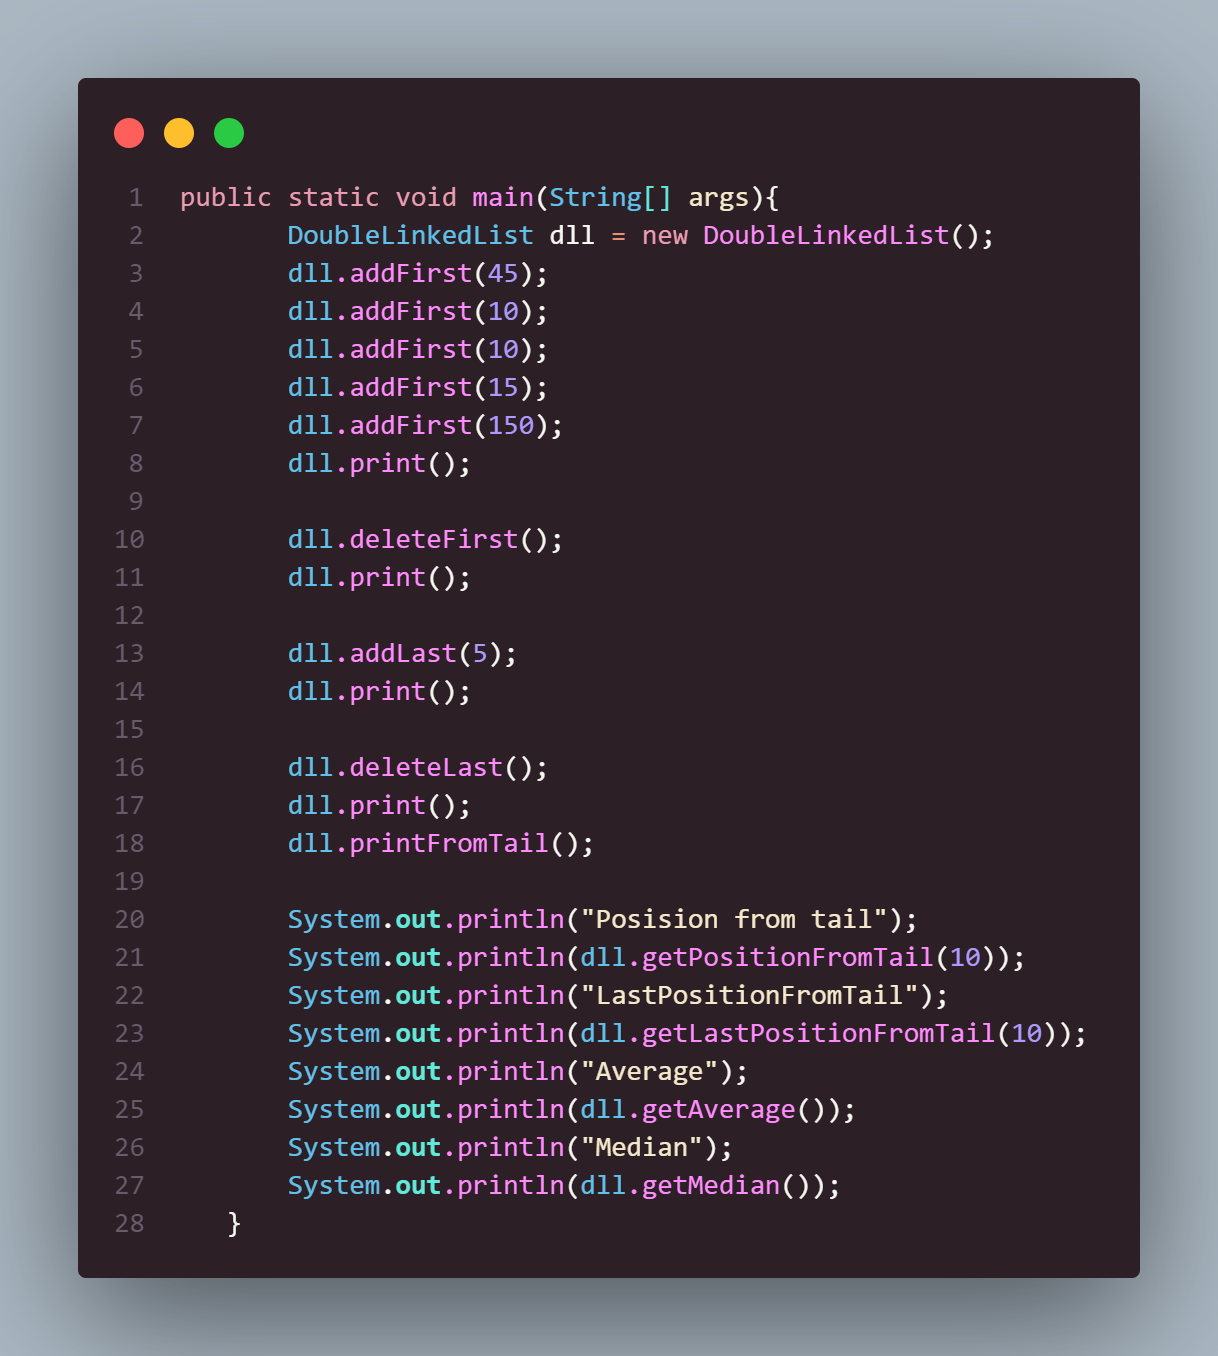 1 public static void main(String[] args){
2 DoubleLinkedList dll = new DoubleLinkedList();
3 dll.addFirst(45);
4 dll.addFirst(10);
5 dll.addFirst(10);
6 dll.addFirst(15);
7 dll.addFirst(150);
8 dll.print();
9
10 dll.deleteFirst();
11 dll.print();
12
13 dll.addLast(5);
14 dll.print();
15
16 dll.deleteLast();
17 dll.print();
18 dll.printFromTail();
19
20 System.out.println("Posision from tail");
21 System.out.println(dll.getPositionFromTail(10));
22 System.out.println("LastPositionFromTail");
23 System.out.println(dll.getLastPositionFromTail(10));
24 System.out.println("Average");
25 System.out.println(dll.getAverage());
26 System.out.println("Median");
27 System.out.println(dll.getMedian());
28 }